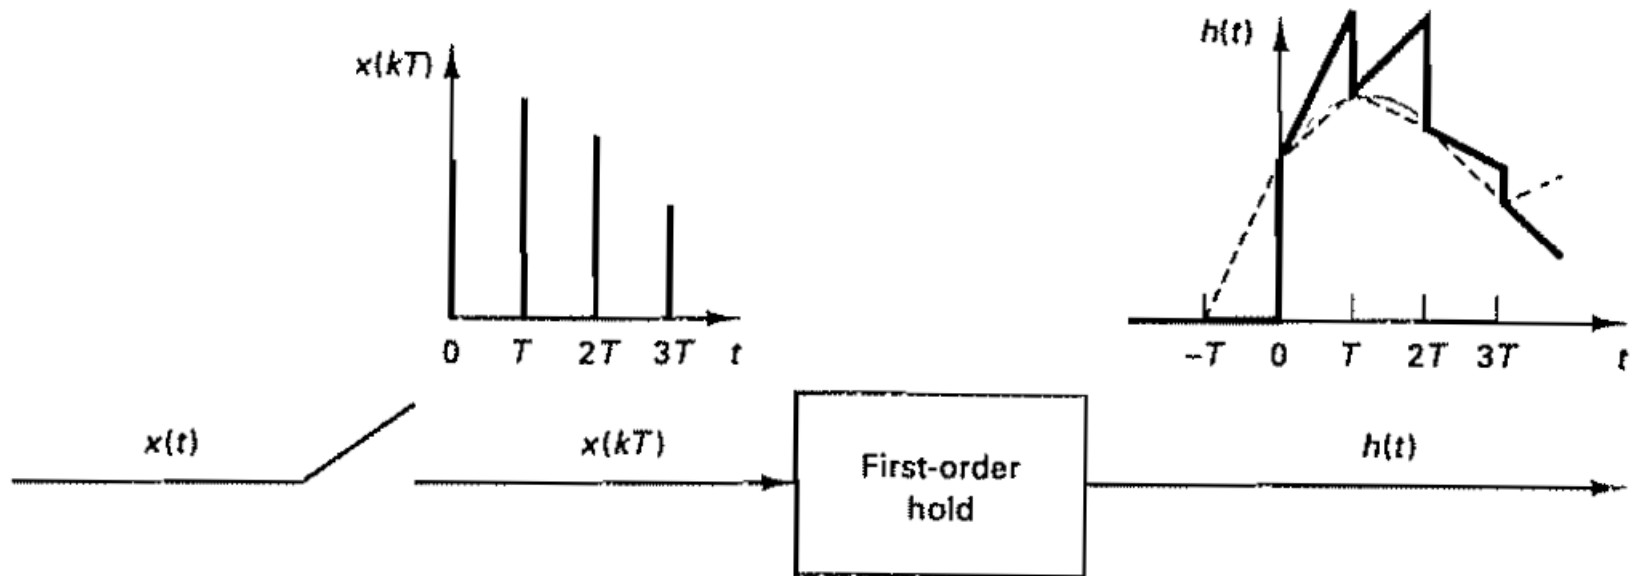 x(kT)
0 T 2T 3T t
h(t)
-T 0 T 2T 3T t
x(t)
x(kT)
First-order
hold
h(t)